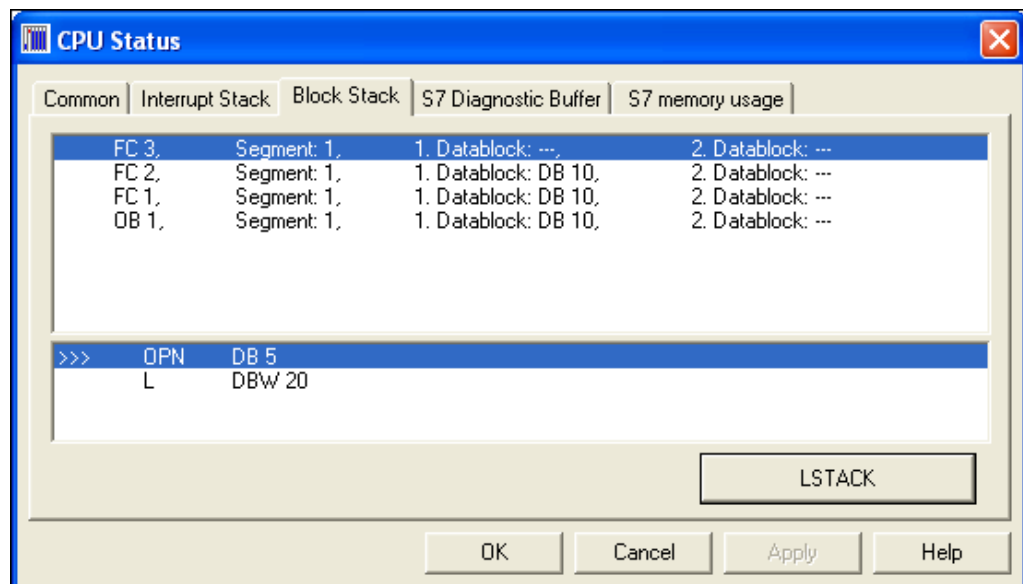 CPU Status
Common Interrupt Stack Block Stack S7 Diagnostic Buffer S7 memory usage
FC 3, Segment: 1, 1. Datablock: ---, 2. Datablock: ---
FC 2, Segment: 1, 1. Datablock: DB 10, 2. Datablock: ---
FC 1, Segment: 1, 1. Datablock: DB 10, 2. Datablock: ---
OB 1, Segment: 1, 1. Datablock: DB 10, 2. Datablock: ---
>>> OPN DB 5
L DBW 20
LSTACK
OK Cancel Apply Help